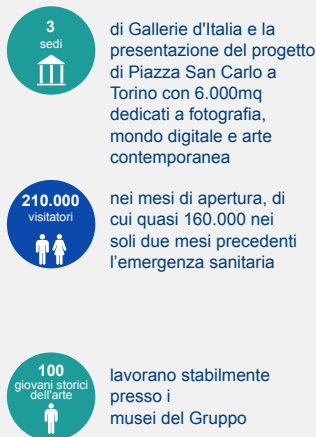 3
sedi
di Gallerie d'Italia e la
presentazione del progetto
di Piazza San Carlo a
Torino con 6.000mq
dedicati a fotografia,
mondo digitale e arte
contemporanea
210.000
visitatori
nei mesi di apertura, di
cui quasi 160.000 nei
soli due mesi precedenti
l'emergenza sanitaria
100
giovani storici
dell'arte
lavorano stabilmente
presso i
musei del Gruppo